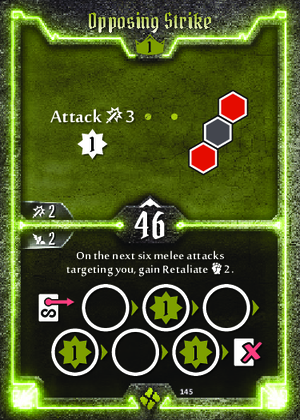 Opposing Strike
1
Attack 3
1
2
46
2
On the next six melee attacks
targeting you, gain Retaliate 2.
1
1
1
145